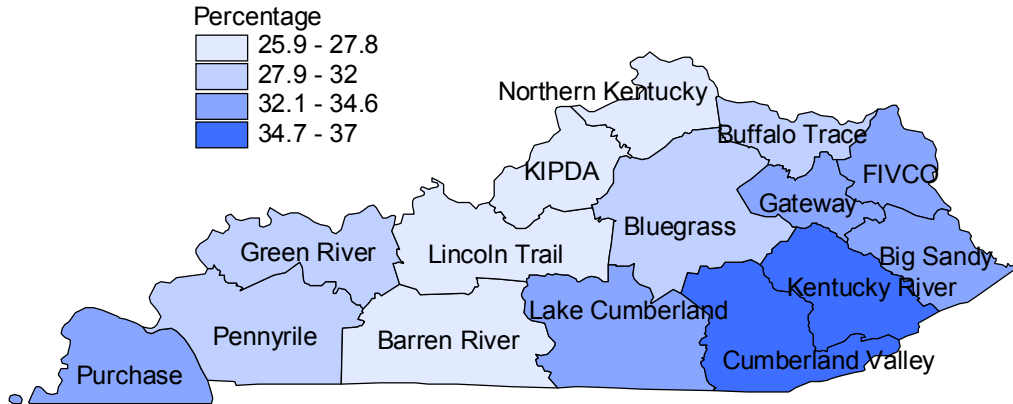 Percentage
25.9 - 27.8
27.9 - 32
32.1 - 34.6
34.7 - 37
Northern Kentucky
Buffalo Trace
KIPDA
FIVCO
Gateway
Bluegrass
Green River
Lincoln Trail
Big Sandy
Kentucky River
Lake Cumberland
Pennyrile
Barren River
Cumberland Valley
Purchase